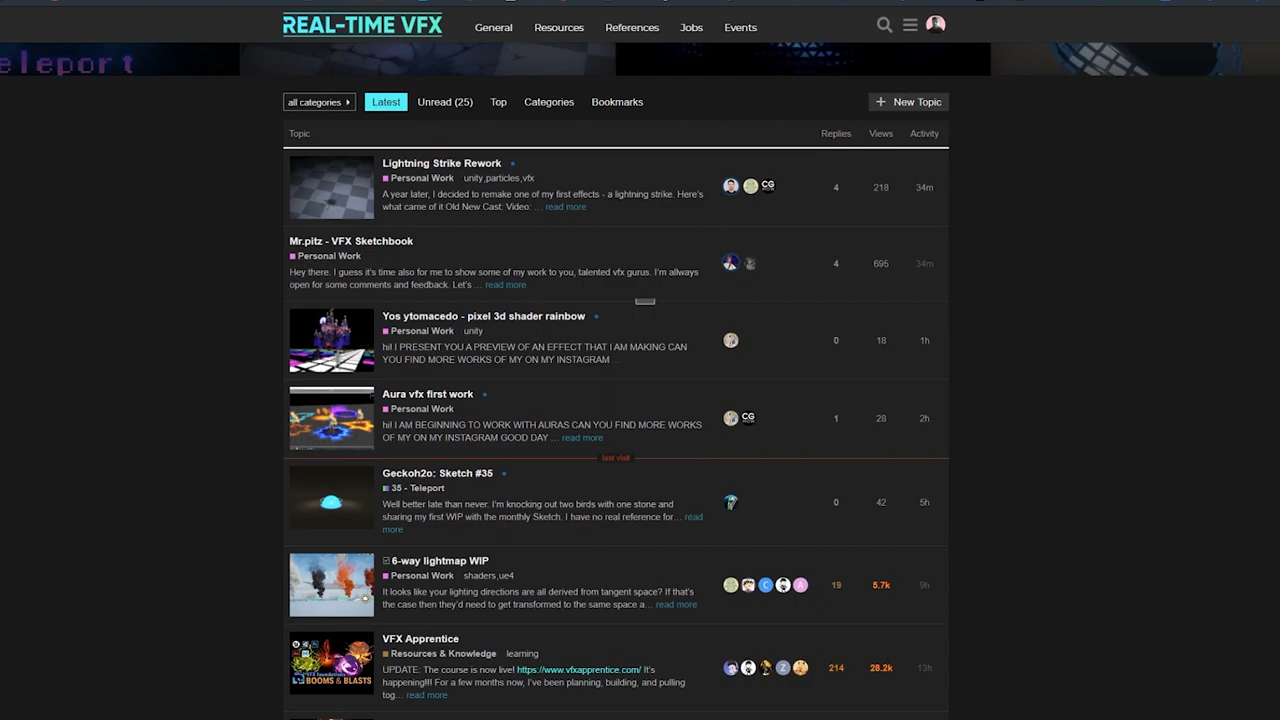 eleport
REAL-TIME VFX
General Resources References Jobs Events
all categories Latest Unread (25) Top Categories Bookmarks + New Topic
Topic Replies Views Activity
Lightning Strike Rework
Personal Work unity,particles,vfx
A year later, I decided to remake one of my first effects - a lightning strike. Here's
what came of it Old New Cast: Video: ... read more
CG
4 218 34m
Mr.pitz - VFX Sketchbook
Personal Work
Hey there. I guess it's time also for me to show some of my work to you, talented vfx gurus. I'm allways
open for some comments and feedback. Let's ... read more
4 695 34m
Yos ytomacedo - pixel 3d shader rainbow
Personal Work unity
hi! I PRESENT YOU A PREVIEW OF AN EFFECT THAT I AM MAKING CAN
YOU FIND MORE WORKS OF MY ON MY INSTAGRAM ...
0 18 1h
Aura vfx first work
Personal Work
hi! I AM BEGINNING TO WORK WITH AURAS CAN YOU FIND MORE WORKS
OF MY ON MY INSTAGRAM GOOD DAY ... read more
CG
1 28 2h
last visit
Geckoh2o: Sketch #35
35 - Teleport
Well better late than never. I'm knocking out two birds with one stone and
sharing my first WIP with the monthly Sketch. I have no real reference for... read
more
0 42 5h
6-way lightmap WIP
Personal Work shaders,ue4
It looks like your lighting directions are all derived from tangent space? If that's
the case then they'd need to get transformed to the same space a... read more
C A
19 5.7k 9h
VFX Apprentice
Resources & Knowledge learning
UPDATE: The course is now live! https://www.vfxapprentice.com/ It's
happening!!! For a few months now, I've been planning, building, and pulling
tog... read more
BOOMS & BLASTS
Z
214 28.2k 13h